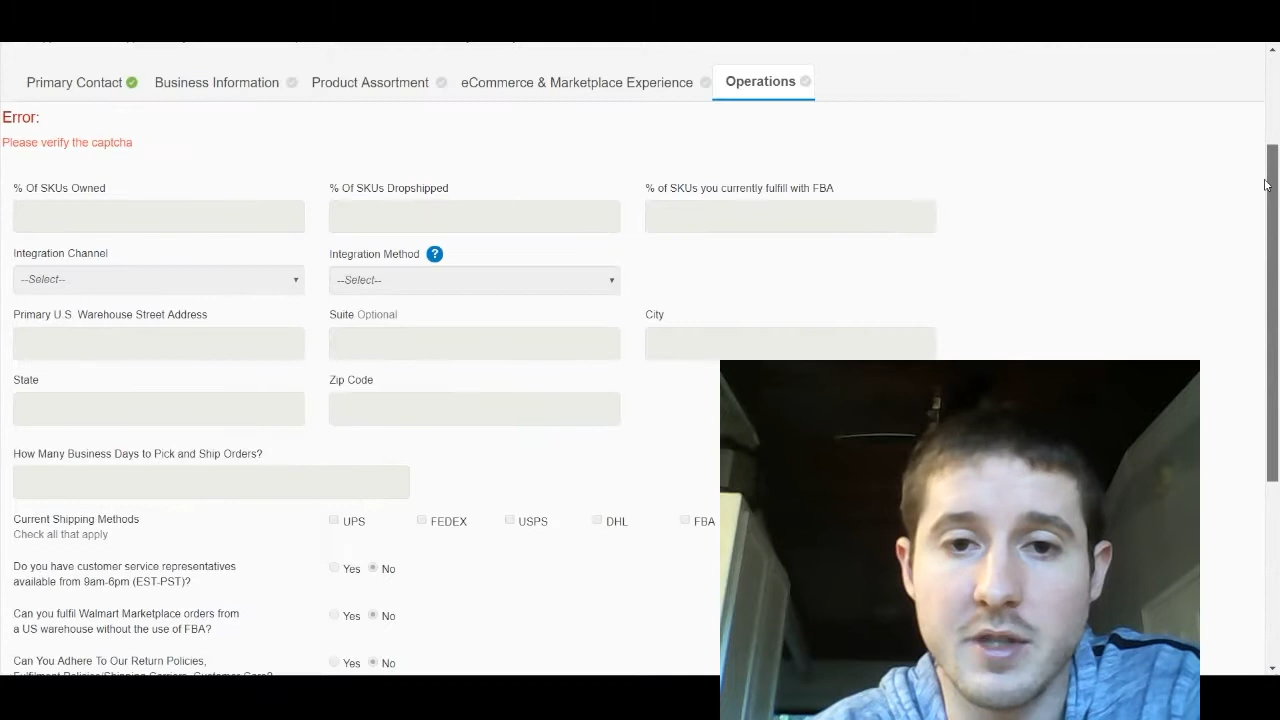 Primary Contact Business Information Product Assortment eCommerce & Marketplace Experience Operations
Error:
Please verify the captcha
% Of SKUs Owned % Of SKUs Dropshipped % of SKUs you currently fulfill with FBA
Integration Channel Integration Method ?
--Select-- --Select--
Primary U S Warehouse Street Address Suite Optional City
State Zip Code
How Many Business Days to Pick and Ship Orders?
Current Shipping Methods UPS FEDEX USPS DHL FBA
Check all that apply
Do you have customer service representatives
available from 9am-6pm (EST-PST)? Yes No
Can you fulfil Walmart Marketplace orders from
a US warehouse without the use of FBA? Yes No
Can You Adhere To Our Return Policies, Yes No